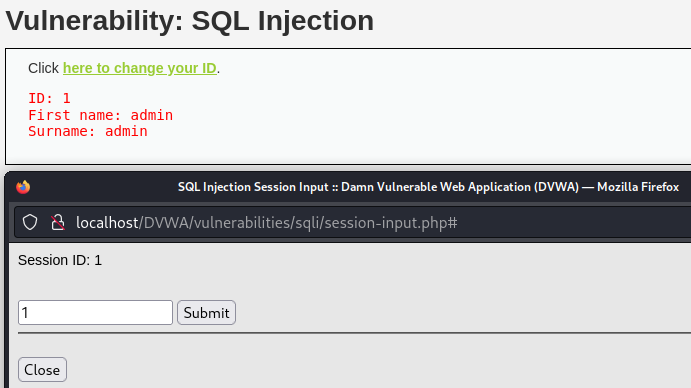 Vulnerability: SQL Injection
Click here to change your ID.
ID: 1
First name: admin
Surname: admin
SQL Injection Session Input :: Damn Vulnerable Web Application (DVWA) — Mozilla Firefox
localhost/DVWA/vulnerabilities/sqli/session-input.php#
Session ID: 1
1 Submit
Close